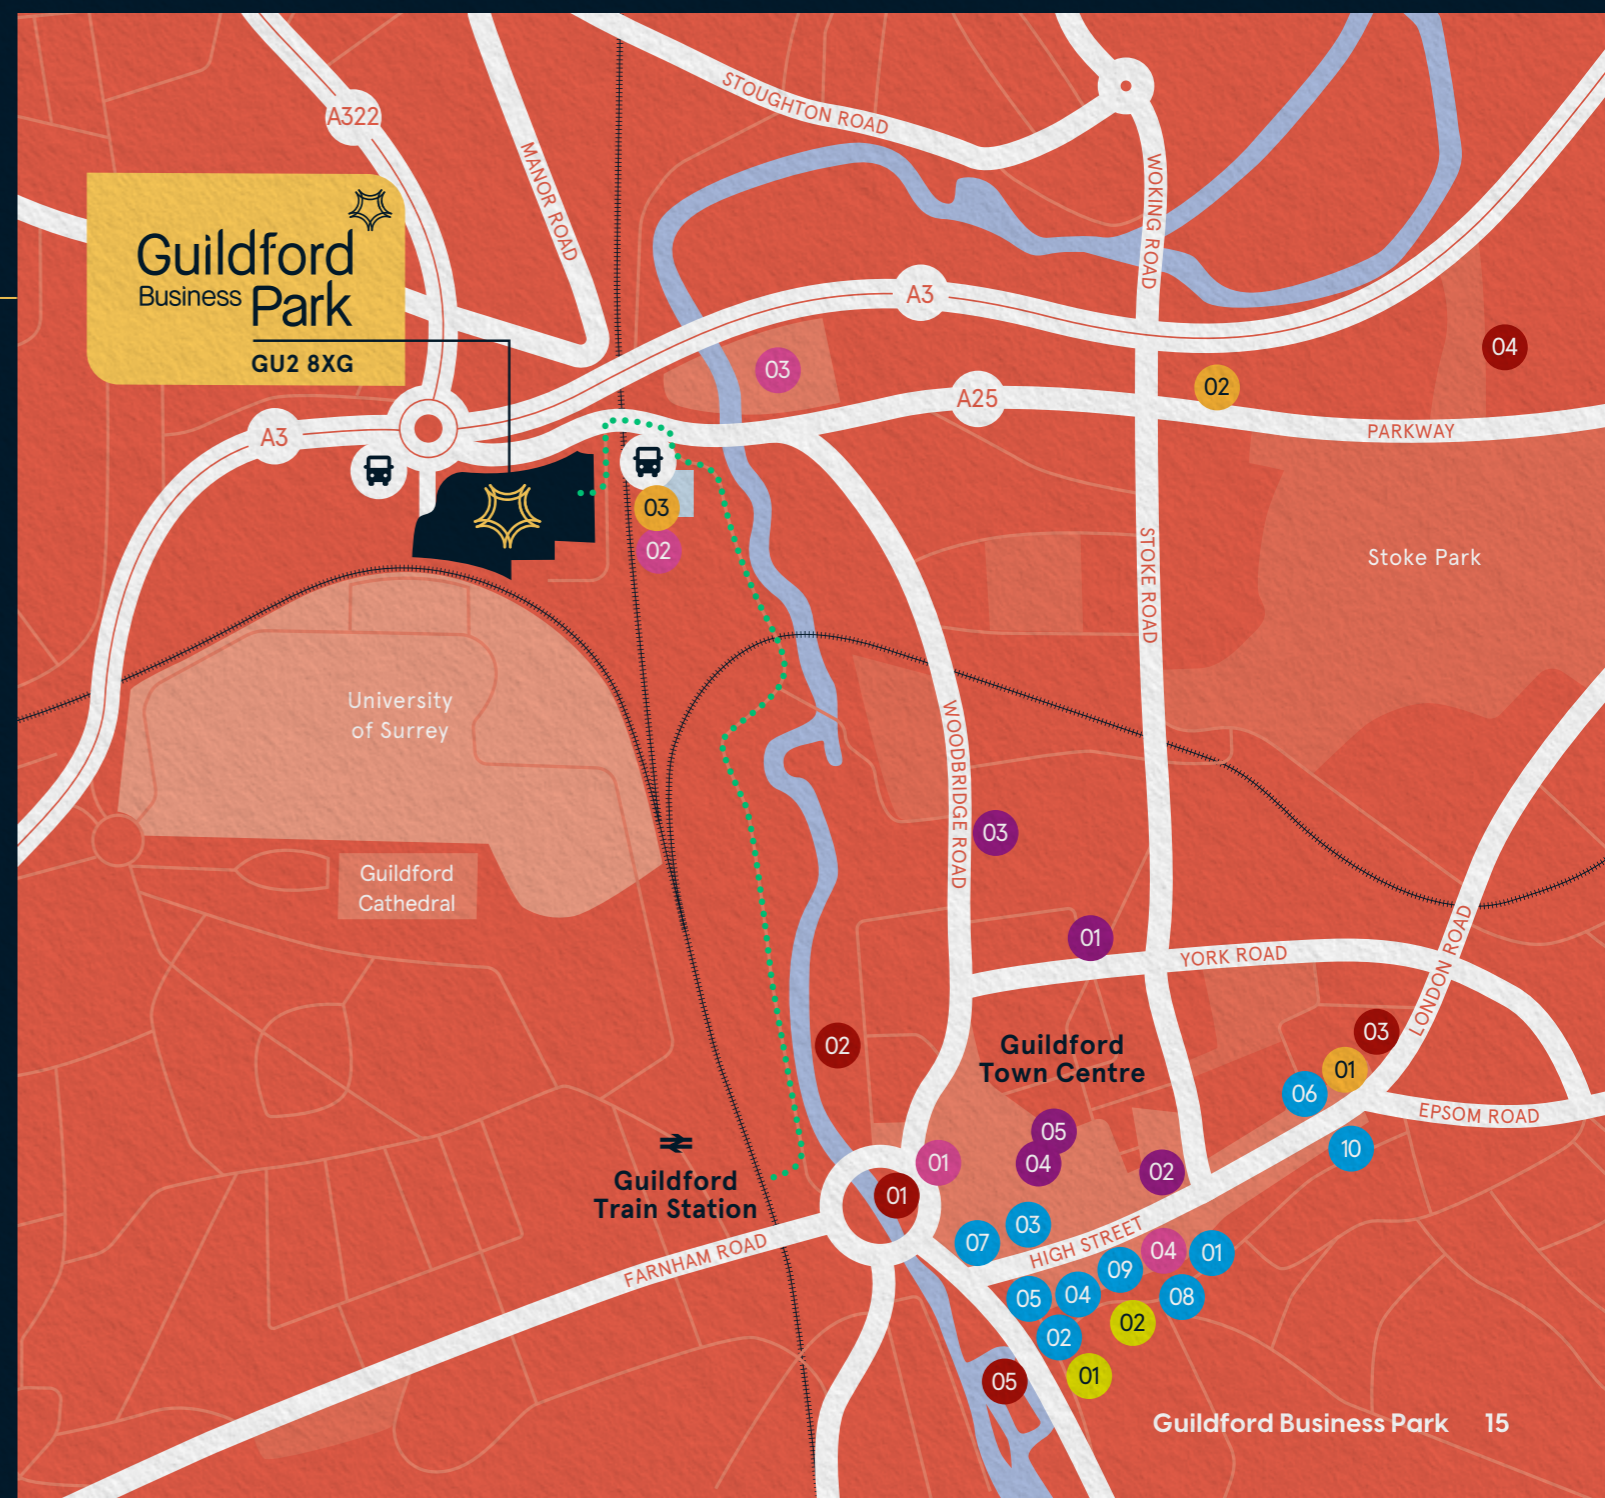 STOUGHTON ROAD
A322
MANOR ROAD
WOKING ROAD
Guildford
Business Park
GU2 8XG
A3
03
04
02
A25
A3
PARKWAY
03
02
STOKE ROAD
Stoke Park
University
of Surrey
WOODBRIDGE ROAD
03
Guildford
Cathedral
01
YORK ROAD
LONDON ROAD
02
03
Guildford
Town Centre
01
06
EPSOM ROAD
05
04
02
10
01
Guildford
Train Station
01
03
07
HIGH STREET
04
01
FARNHAM ROAD
09
05
04
08
02
02
01
05
Guildford Business Park 15